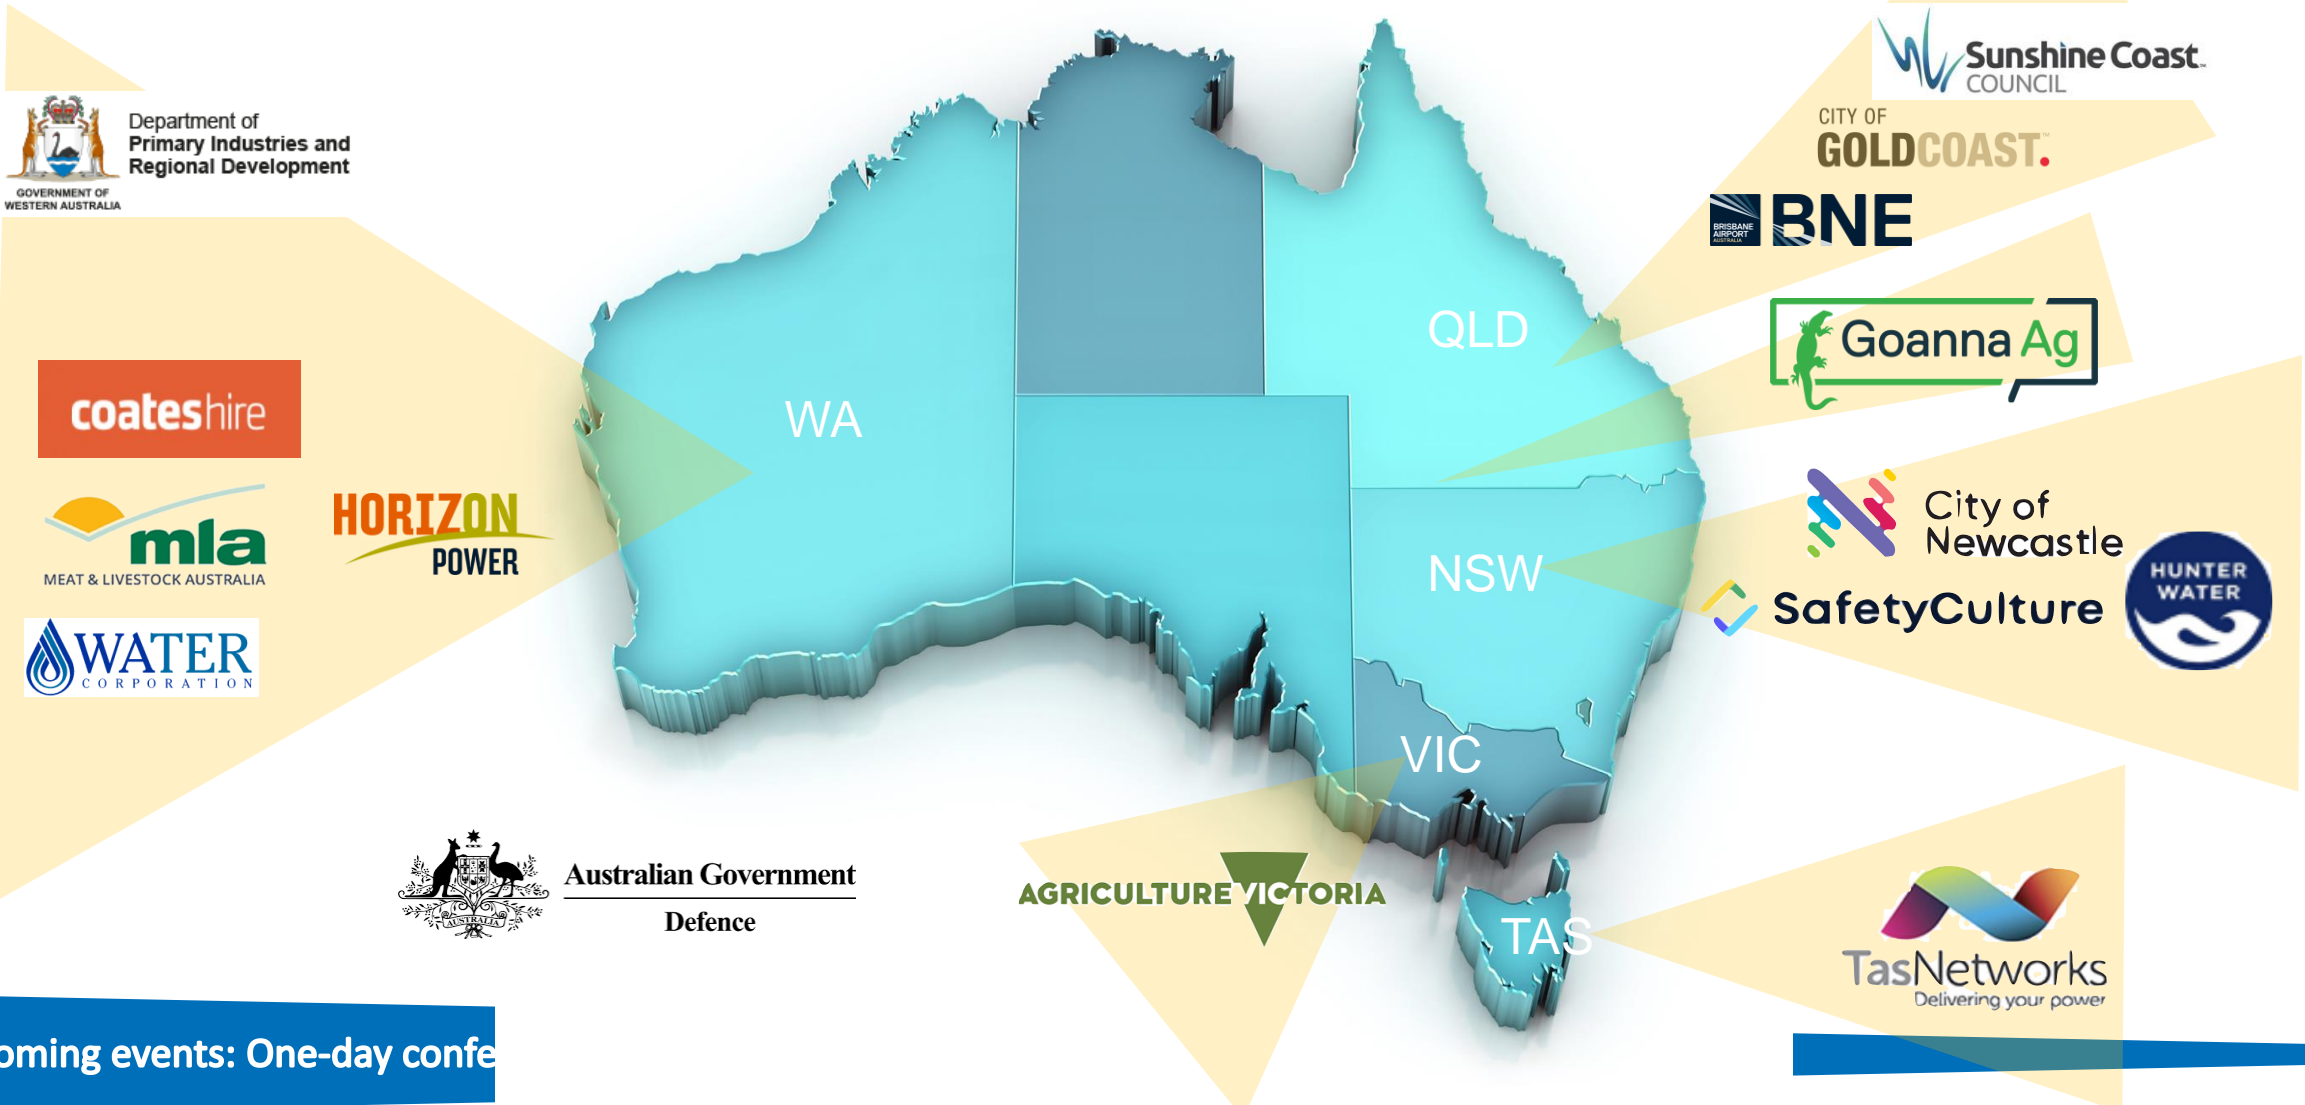 Sunshine Coast
COUNCIL
CITY OF
GOLDCOAST.
Department of
Primary Industries and
Regional Development
GOVERNMENT OF
WESTERN AUSTRALIA
BRISBANE
AIRPORT
AUSTRALIA
BNE
QLD
Goanna Ag
WA
coateshire
HORIZON
POWER
mla
MEAT & LIVESTOCK AUSTRALIA
WATER
CORPORATION
NSW
City of
Newcastle
SafetyCulture
HUNTER
WATER
VIC
AUSTRALIA
Australian Government
Defence
AGRICULTURE VICTORIA
TAS
TasNetworks
Delivering your power
oming events: One-day confe